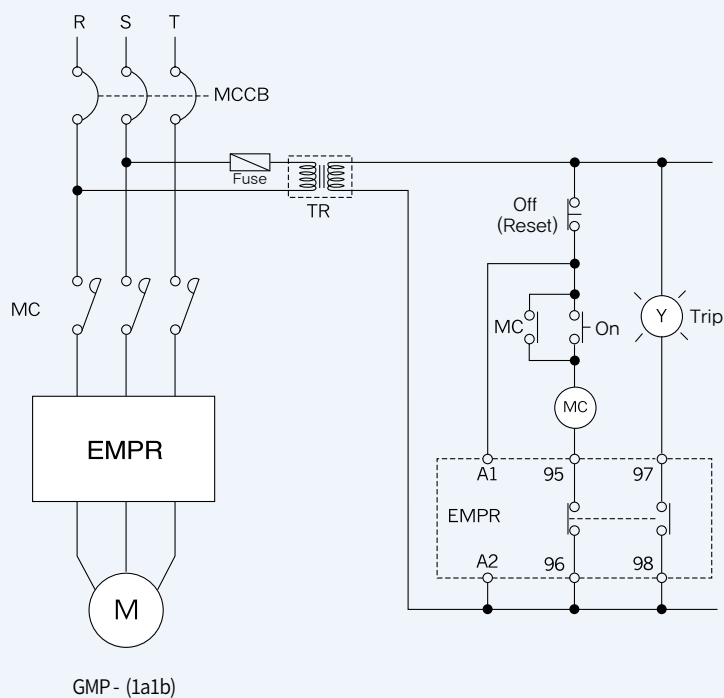 R S T
MCCB
Fuse
TR
Off
(Reset)
MC
MC
On
Y
Trip
MC
EMPR
A1
95
97
EMPR
A2
96
98
M
GMP - (1a1b)